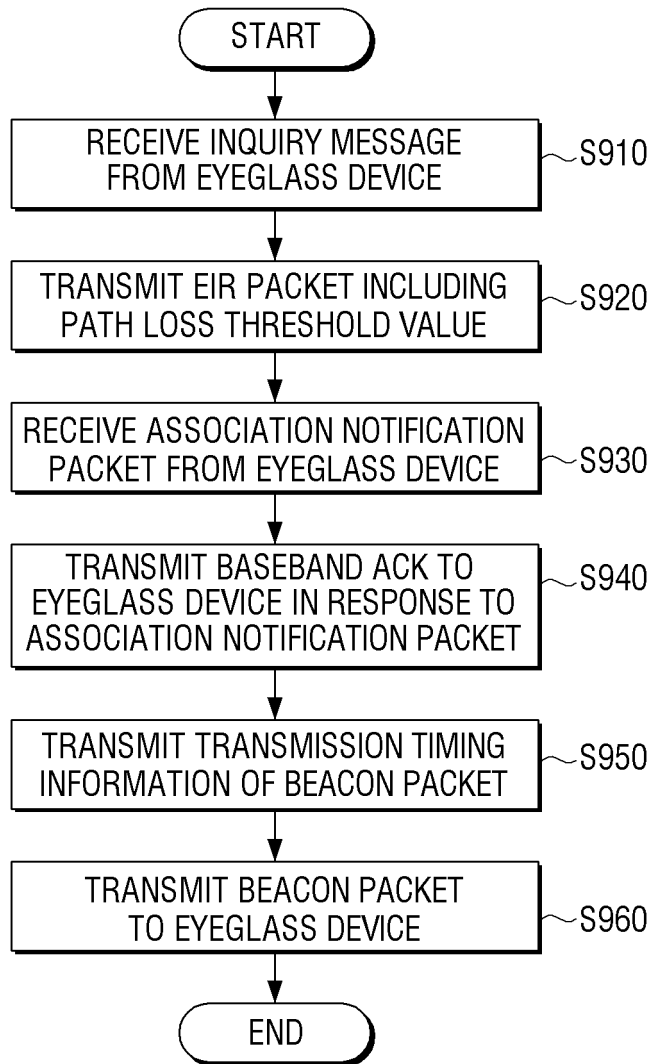 START
RECEIVE INQUIRY MESSAGE
FROM EYEGLASS DEVICE
S910
TRANSMIT EIR PACKET INCLUDING
PATH LOSS THRESHOLD VALUE
S920
RECEIVE ASSOCIATION NOTIFICATION
PACKET FROM EYEGLASS DEVICE
S930
TRANSMIT BASEBAND ACK TO
EYEGLASS DEVICE IN RESPONSE TO
ASSOCIATION NOTIFICATION PACKET
S940
TRANSMIT TRANSMISSION TIMING
INFORMATION OF BEACON PACKET
S950
TRANSMIT BEACON PACKET
TO EYEGLASS DEVICE
S960
END